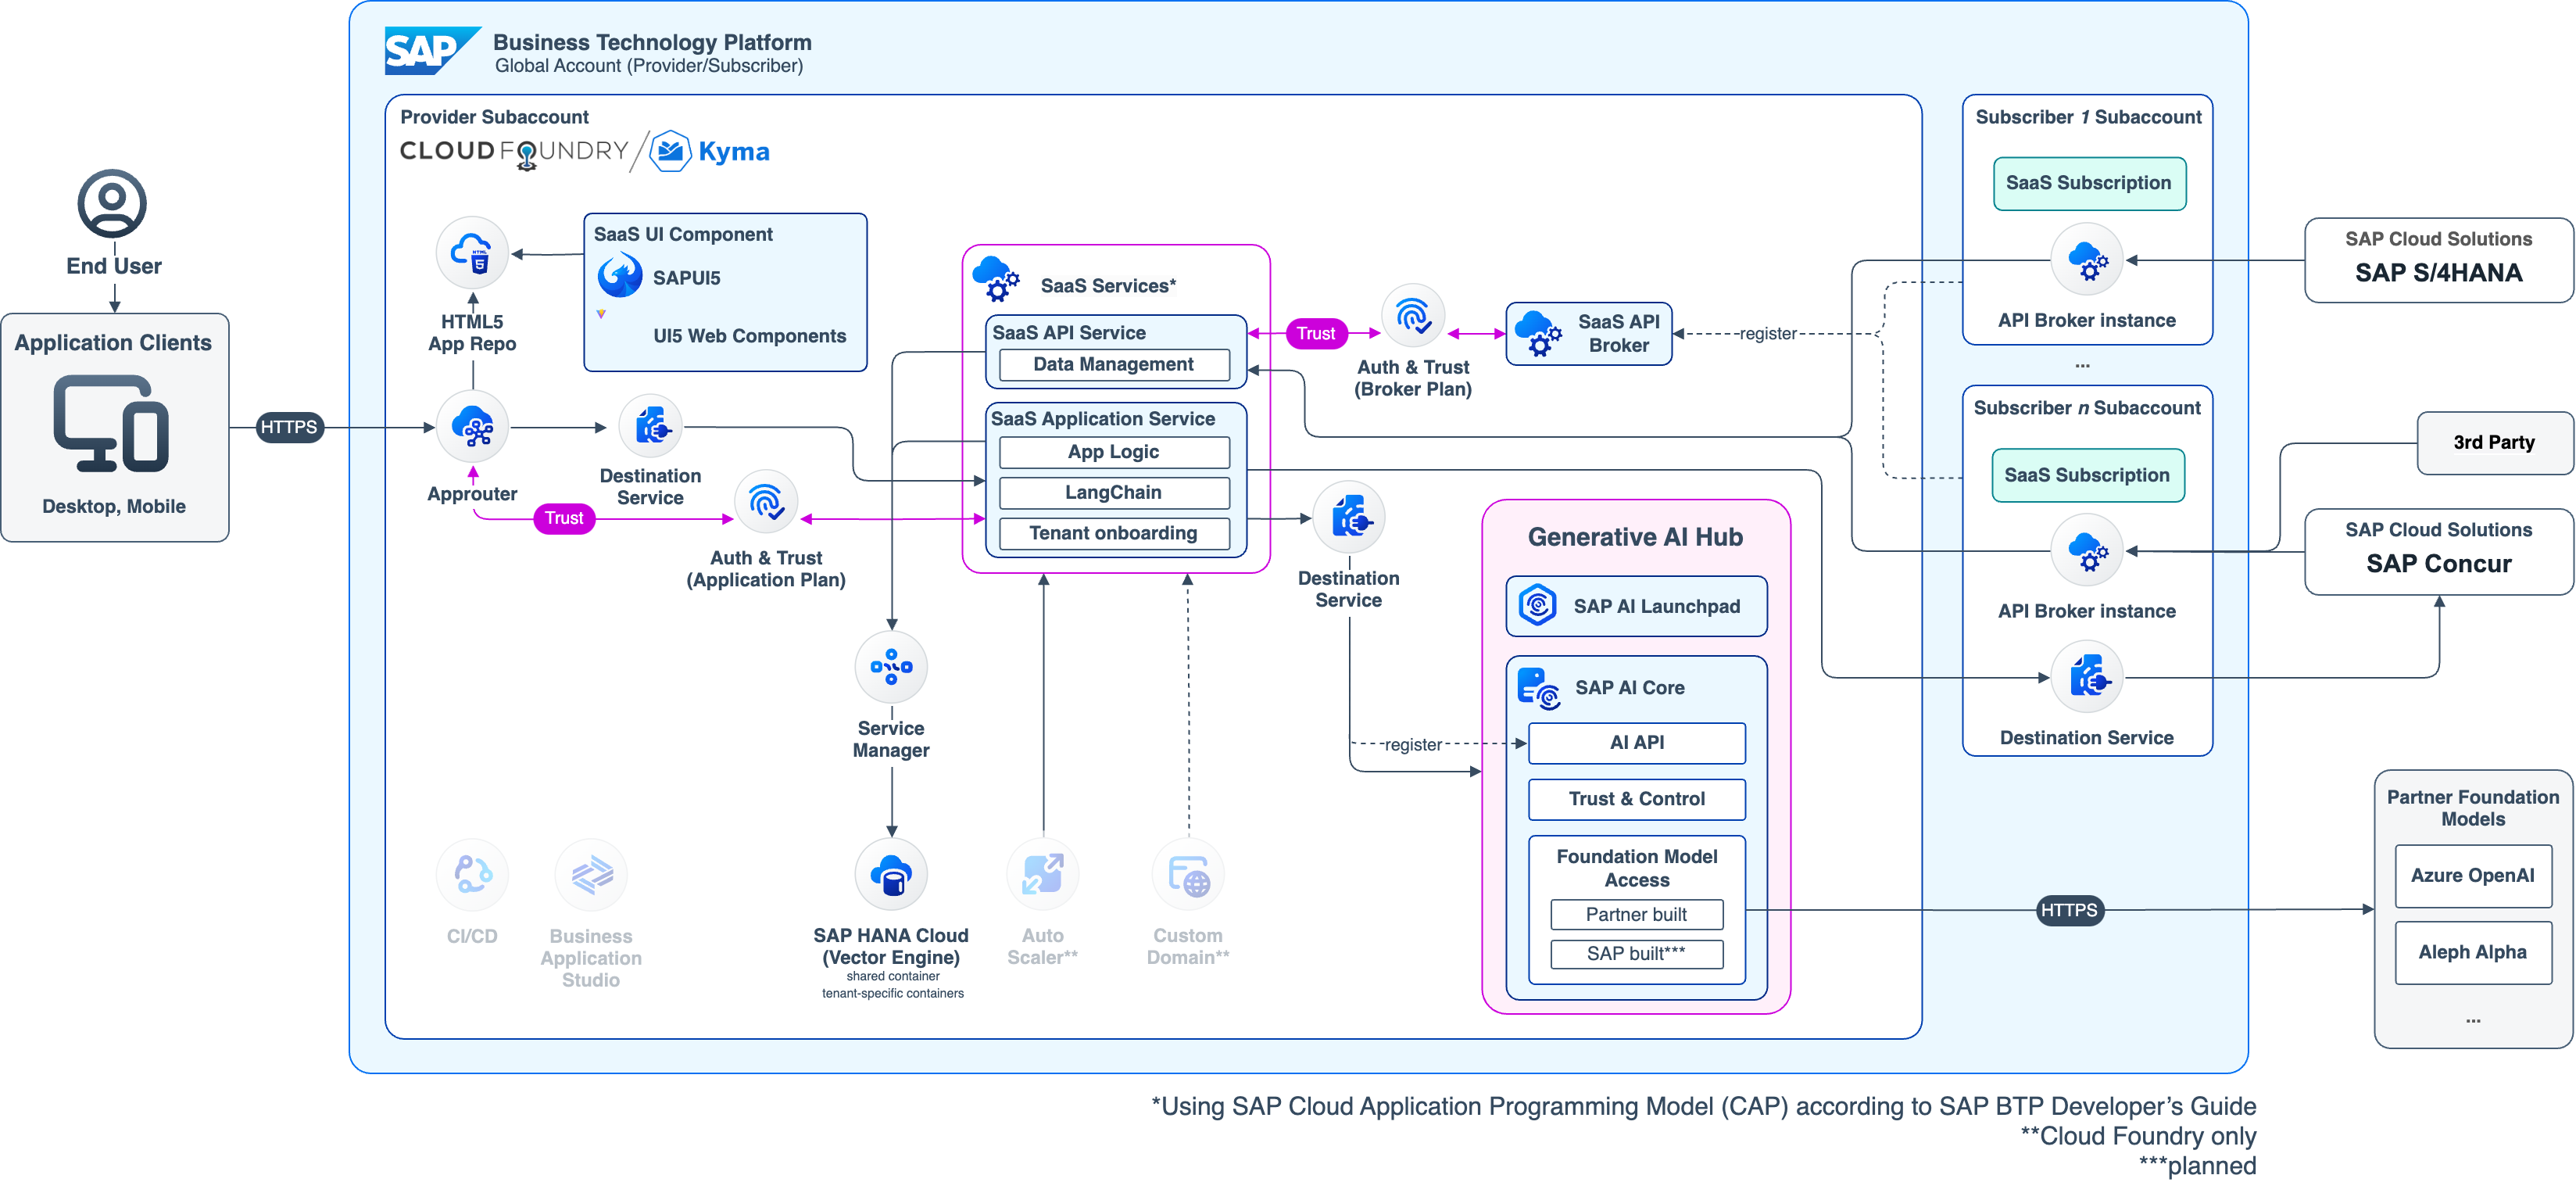 SAP
Business Technology Platform
Global Account (Provider/Subscriber)
Provider Subaccount
CLOUD FOUNDRY
Kyma
End User
Application Clients
Desktop, Mobile
HTTPS
HTML
5
HTML5
App Repo
SaaS UI Component
SAPUI5
UI5 Web Components
Approuter
Destination
Service
Trust
Auth & Trust
(Application Plan)
SaaS Services*
SaaS API Service
Data Management
SaaS Application Service
App Logic
LangChain
Tenant onboarding
Trust
Auth & Trust
(Broker Plan)
SaaS API
Broker
register
Destination
Service
register
Service
Manager
SAP HANA Cloud
(Vector Engine)
shared container
tenant-specific containers
CI/CD
Business
Application
Studio
Auto
Scaler**
Custom
Domain**
Generative AI Hub
SAP AI Launchpad
SAP AI Core
AI API
Trust & Control
Foundation Model
Access
Partner built
SAP built***
HTTPS
Subscriber 1 Subaccount
SaaS Subscription
API Broker instance
...
Subscriber n Subaccount
SaaS Subscription
API Broker instance
Destination Service
SAP Cloud Solutions
SAP S/4HANA
3rd Party
SAP Cloud Solutions
SAP Concur
Partner Foundation
Models
Azure OpenAI
Aleph Alpha
...
*Using SAP Cloud Application Programming Model (CAP) according to SAP BTP Developer’s Guide
**Cloud Foundry only
***planned